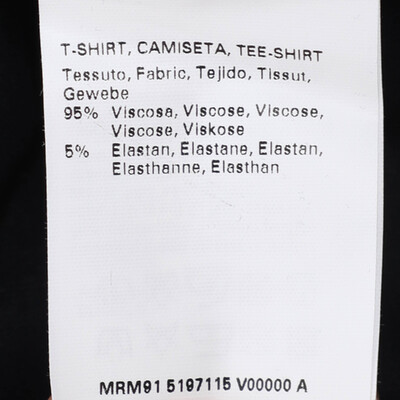 T-SHIRT, CAMISETA, TEE-SHIRT
Tessuto, Fabric, Tejido, Tissut,
Gewebe
95% Viscosa, Viscose, Viscose,
Viscose, Viskose
5% Elastan, Elastane, Elastan,
Elasthanne, Elasthan
MRM91 5197115 V00000 A